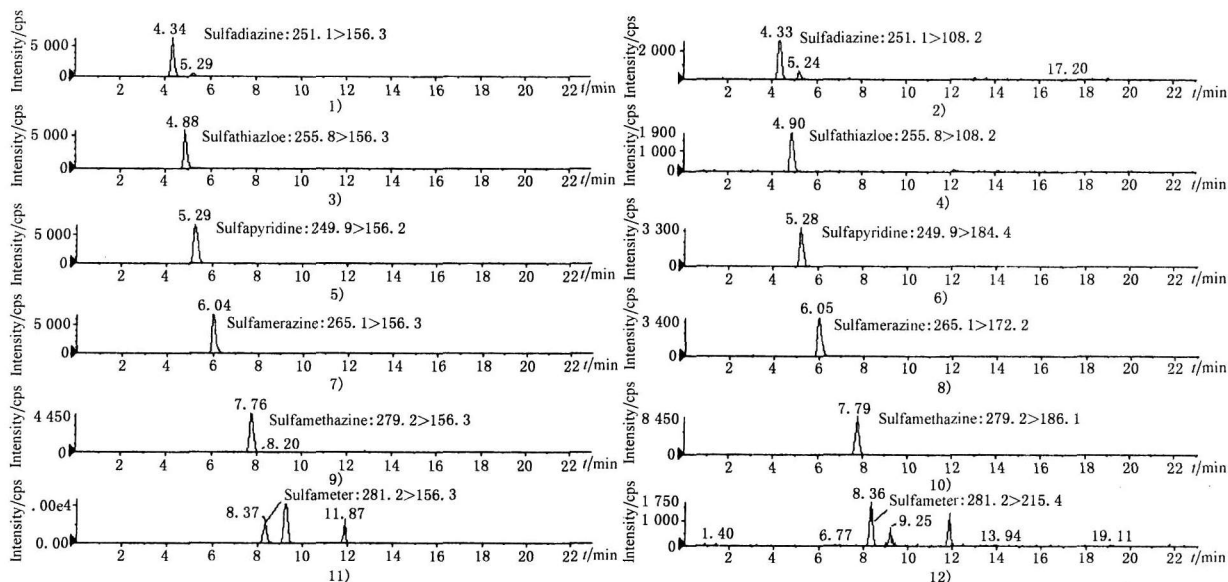 Intensity/cps
4.34
Sulfadiazine:251.1>156.3
5 000
5.29
0
2 4 6 8 10 12 14 16 18 20 22 t/min
1)
Intensity/cps
4.33
Sulfadiazine:251.1>108.2
2 000
5.24
17.20
0
2 4 6 8 10 12 14 16 18 20 22 t/min
2)
Intensity/cps
4.88
Sulfathiazloe:255.8>156.3
5 000
0
2 4 6 8 10 12 14 16 18 20 22 t/min
3)
Intensity/cps
4.90
Sulfathiazloe:255.8>108.2
1 900
1 000
0
2 4 6 8 10 12 14 16 18 20 22 t/min
4)
Intensity/cps
5.29
Sulfapyridine:249.9>156.2
5 000
0
2 4 6 8 10 12 14 16 18 20 22 t/min
5)
Intensity/cps
5.28
Sulfapyridine:249.9>184.4
3 300
0
2 4 6 8 10 12 14 16 18 20 22 t/min
6)
Intensity/cps
6.04
Sulfamerazine:265.1>156.3
5 000
0
2 4 6 8 10 12 14 16 18 20 22 t/min
7)
Intensity/cps
6.05
Sulfamerazine:265.1>172.2
3 400
0
2 4 6 8 10 12 14 16 18 20 22 t/min
8)
Intensity/cps
7.76
Sulfamethazine:279.2>156.3
4 450
8.20
0
2 4 6 8 10 12 14 16 18 20 22 t/min
9)
Intensity/cps
7.79
Sulfamethazine:279.2>186.1
8 450
0
2 4 6 8 10 12 14 16 18 20 22 t/min
10)
Intensity/cps
Sulfameter:281.2>156.3
.00e4
8.37
11.87
0.00
2 4 6 8 10 12 14 16 18 20 22 t/min
11)
Intensity/cps
8.36
1 750
Sulfameter:281.2>215.4
1 000
9.25
1.40
6.77
13.94
19.11
0
2 4 6 8 10 12 14 16 18 20 22 t/min
12)